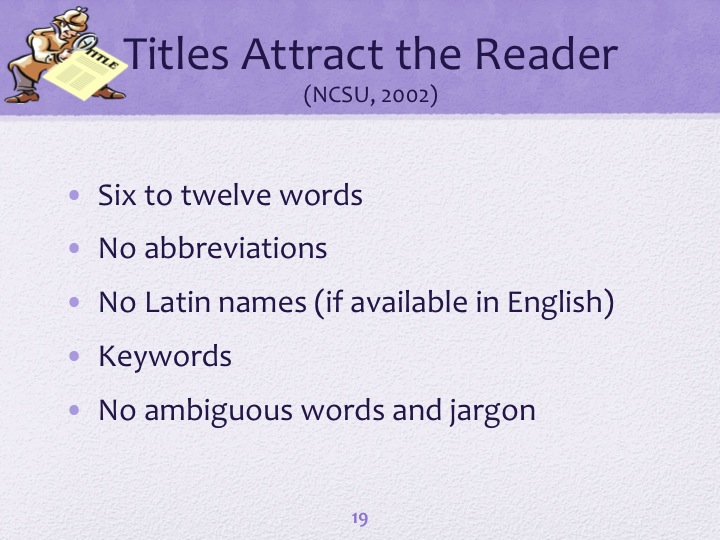 TITLE
Titles Attract the Reader
(NCSU, 2002)
• Six to twelve words
• No abbreviations
• No Latin names (if available in English)
• Keywords
• No ambiguous words and jargon
19